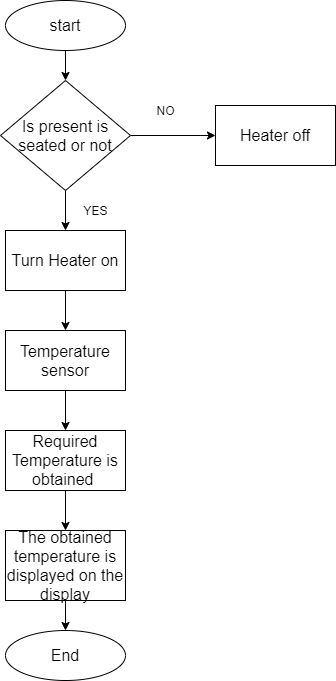 start
Is present is
seated or not
NO
Heater off
YES
Turn Heater on
Temperature
sensor
Required
Temperature is
obtained
The obtained
temperature is
displayed on the
display
End